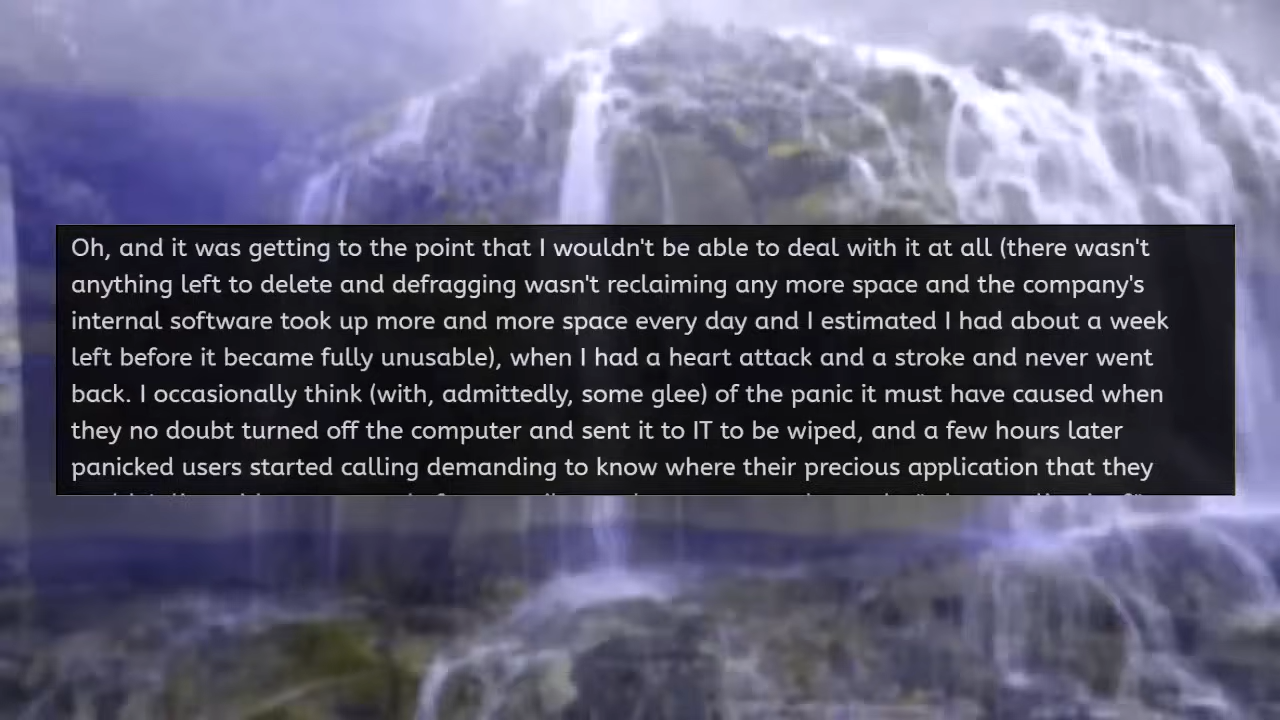 Oh, and it was getting to the point that I wouldn't be able to deal with it at all (there wasn't
anything left to delete and defragging wasn't reclaiming any more space and the company's
internal software took up more and more space every day and I estimated I had about a week
left before it became fully unusable), when I had a heart attack and a stroke and never went
back. I occasionally think (with, admittedly, some glee) of the panic it must have caused when
they no doubt turned off the computer and sent it to IT to be wiped, and a few hours later
panicked users started calling demanding to know where their precious application that they